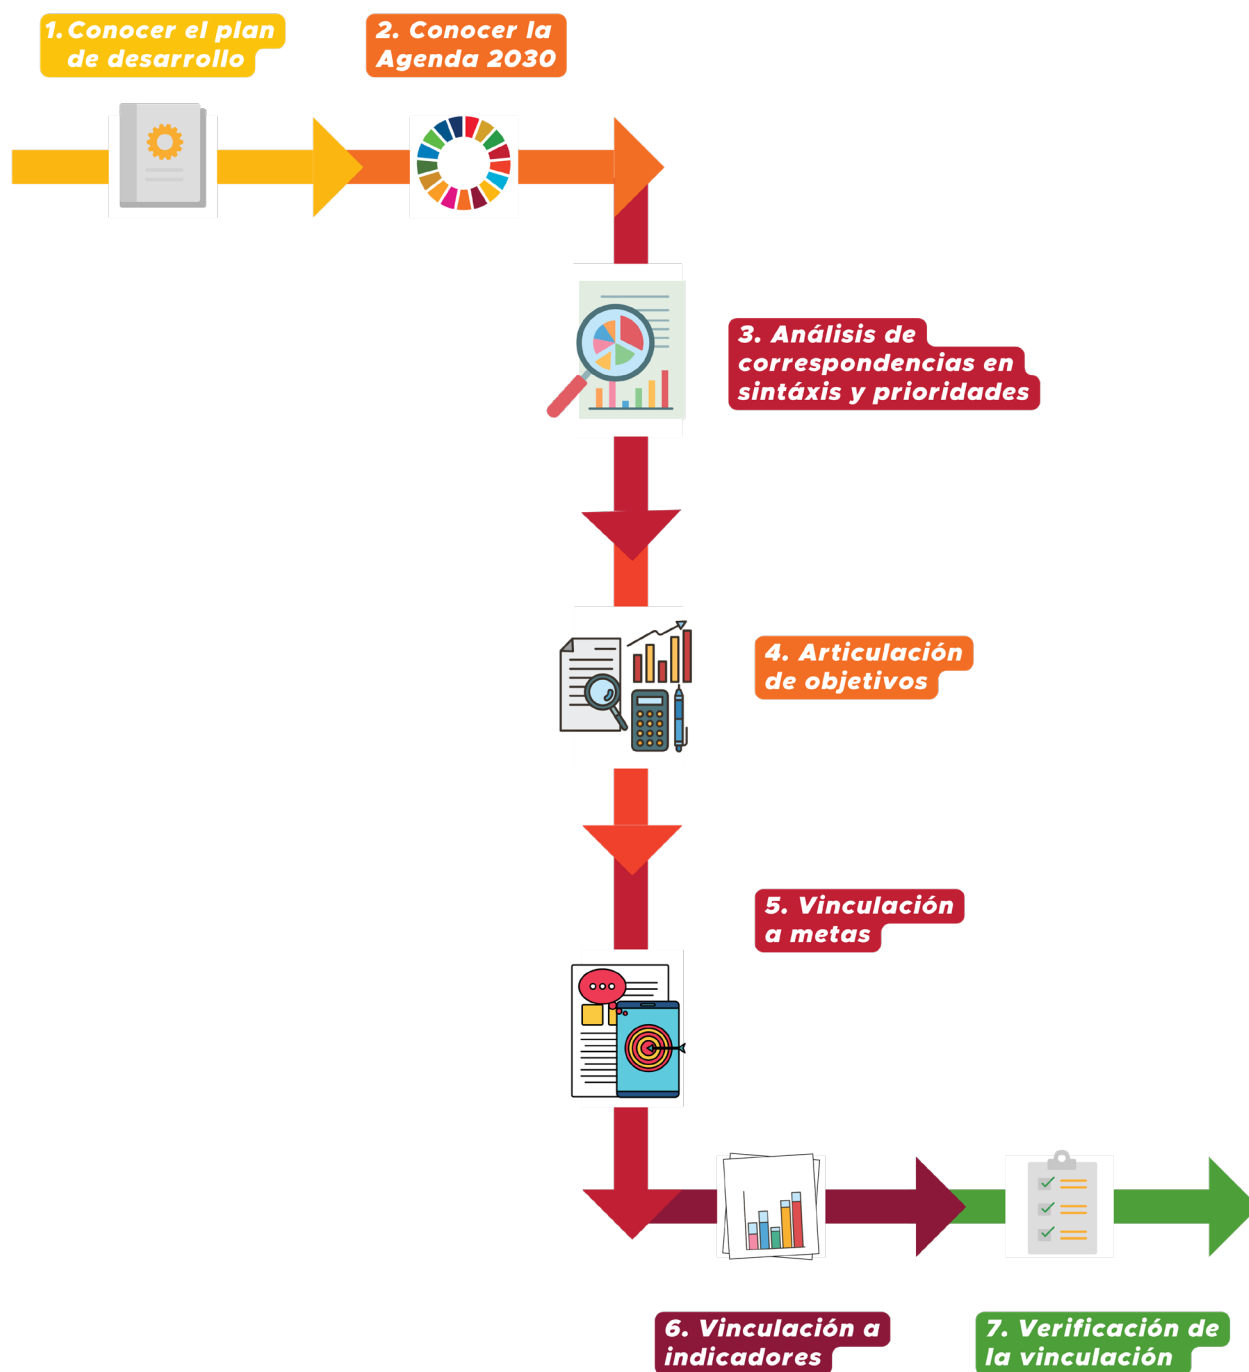 1. Conocer el plan
de desarrollo
2. Conocer la
Agenda 2030
3. Análisis de
correspondencias en
sintáxis y prioridades
4. Articulación
de objetivos
5. Vinculación
a metas
6. Vinculación a
indicadores
7. Verificación de
la vinculación